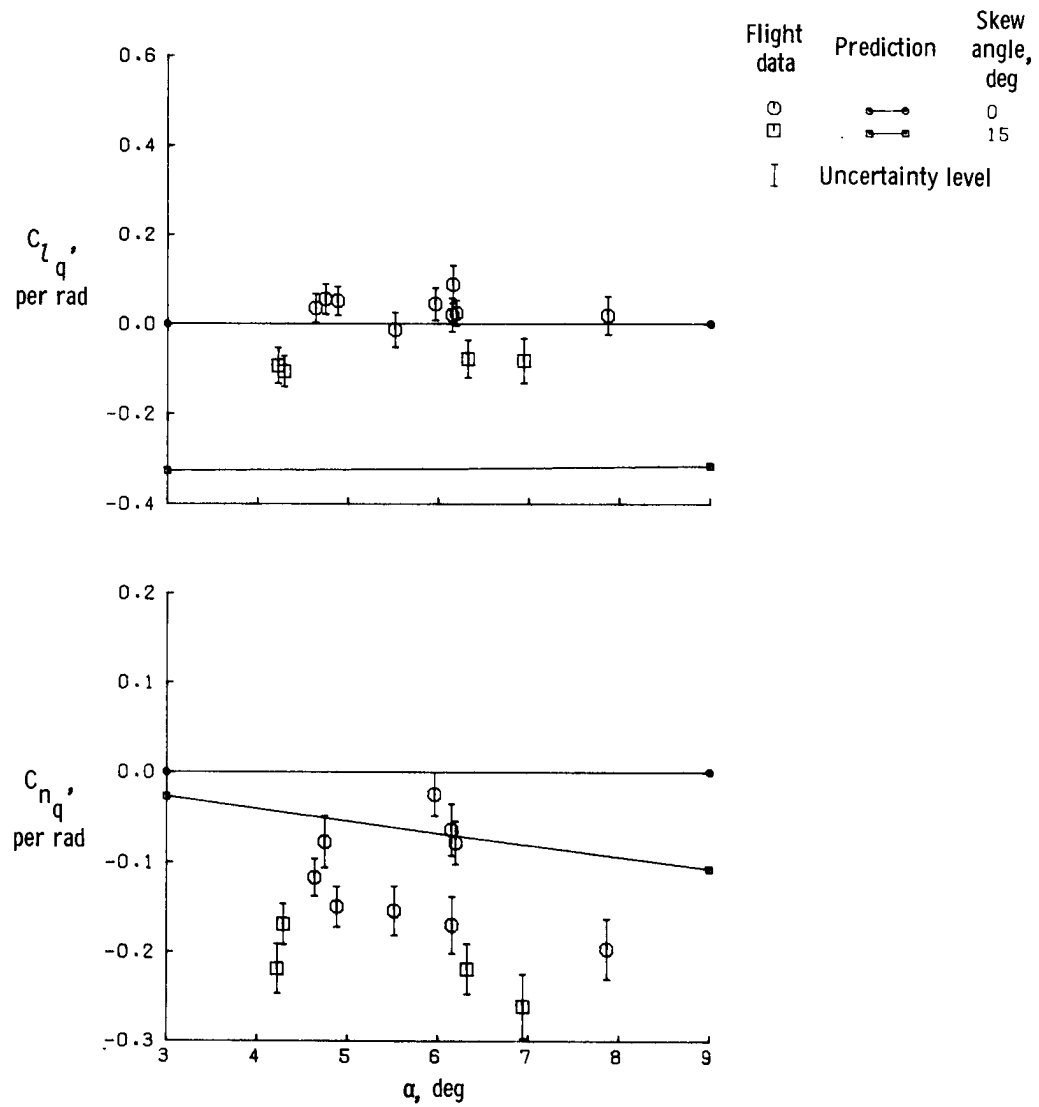 Flight data
Prediction
Skew angle, deg
0
15
Uncertainty level
0.6
0.4
0.2
0.0
-0.2
-0.4
C_l_q, per rad
0.2
0.1
0.0
-0.1
-0.2
-0.3
C_n_q, per rad
3 4 5 6 7 8 9
α, deg